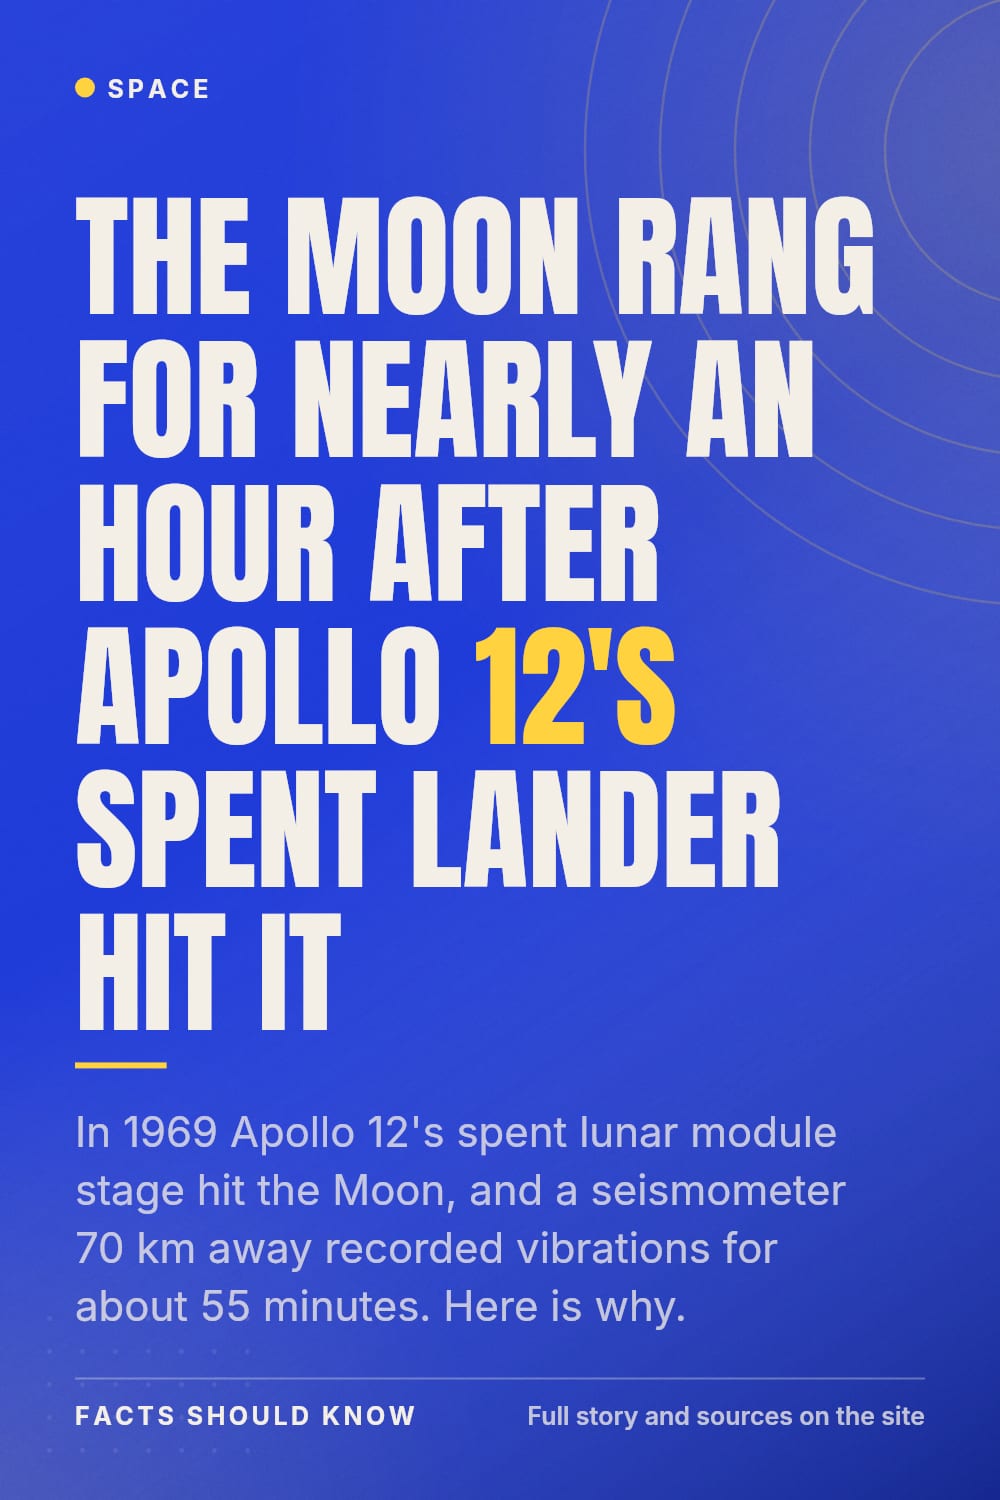 SPACE
THE MOON RANG
FOR NEARLY AN
HOUR AFTER
APOLLO 12'S
SPENT LANDER
HIT IT
In 1969 Apollo 12's spent lunar module
stage hit the Moon, and a seismometer
70 km away recorded vibrations for
about 55 minutes. Here is why.
FACTS SHOULD KNOW
Full story and sources on the site